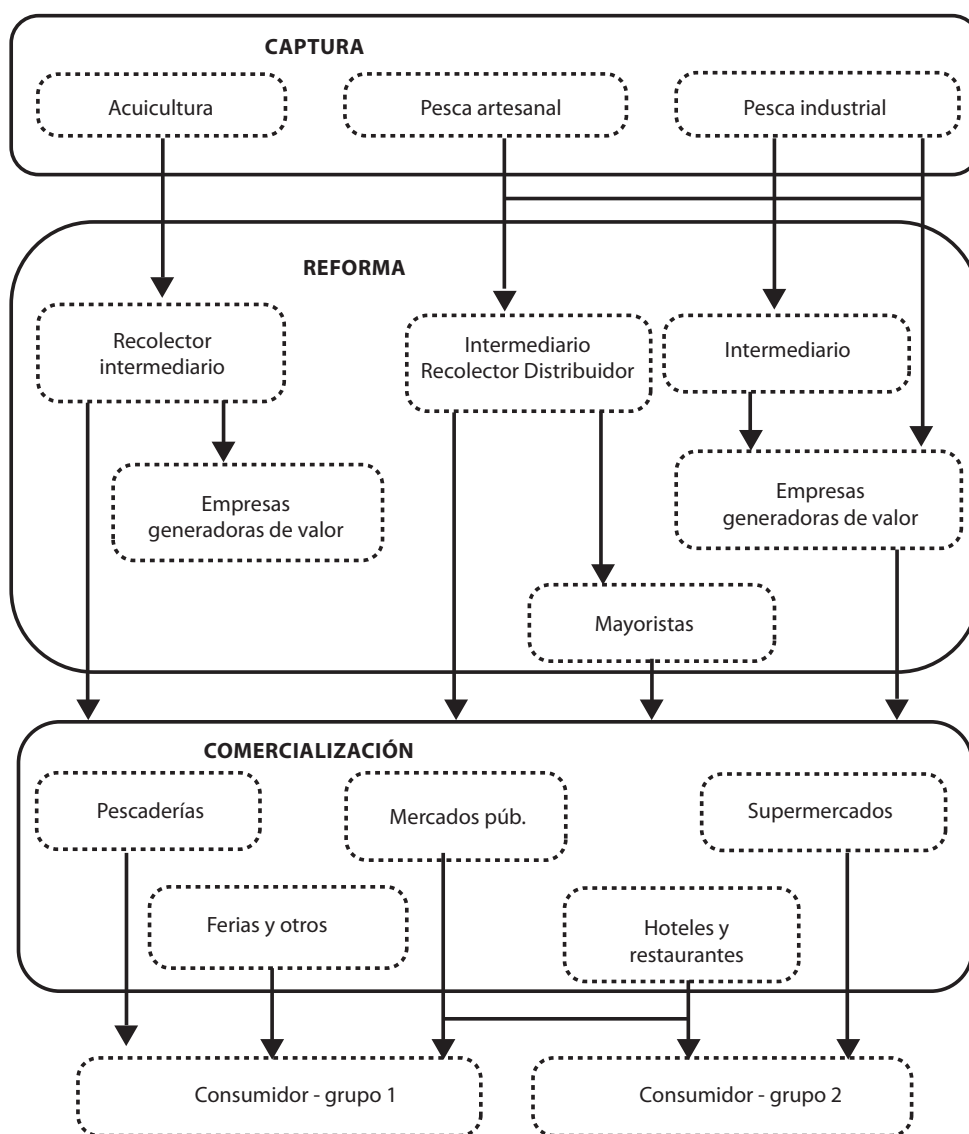 CAPTURA
Acuicultura
Pesca artesanal
Pesca industrial
REFORMA
Recolector
intermediario
Intermediario
Recolector Distribuidor
Intermediario
Empresas
generadoras de valor
Empresas
generadoras de valor
Mayoristas
COMERCIALIZACIÓN
Pescaderías
Mercados púb.
Supermercados
Ferias y otros
Hoteles y
restaurantes
Consumidor - grupo 1
Consumidor - grupo 2